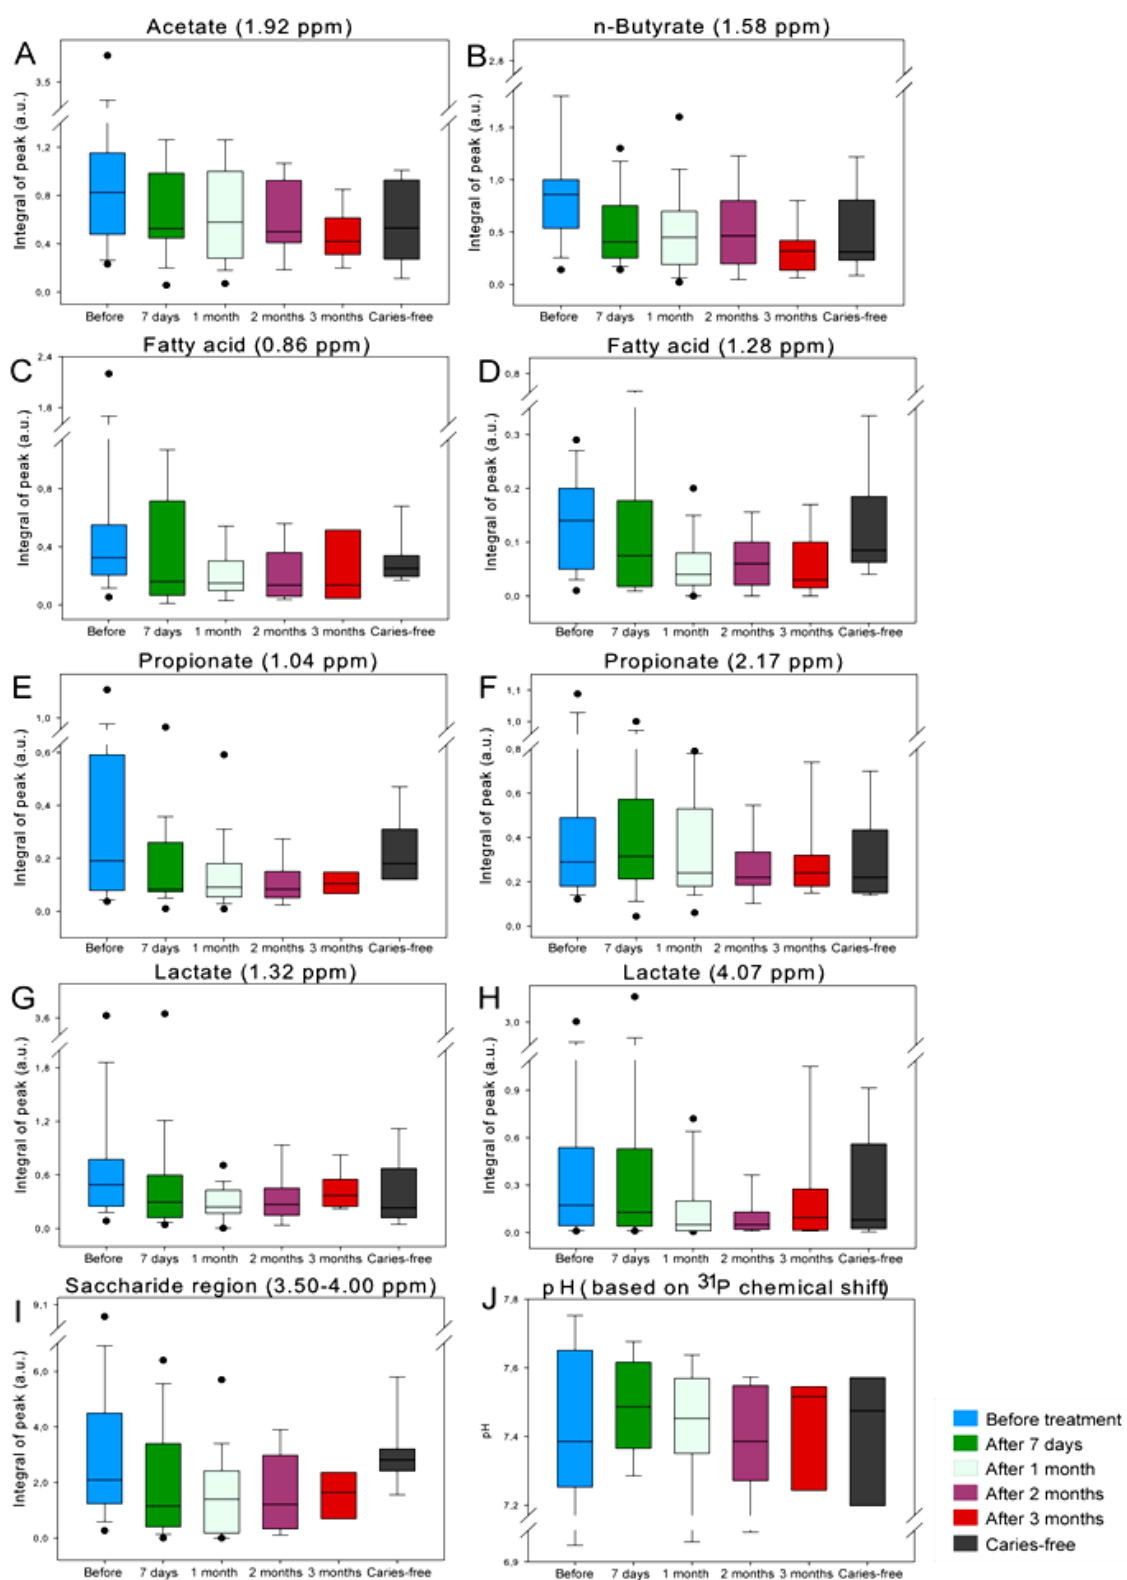 A
Acetate (1.92 ppm)
Integral of peak (a.u.)
3,5
1,2
0,8
0,4
0,0
Before 7 days 1 month 2 months 3 months Caries-free
B
n-Butyrate (1.58 ppm)
Integral of peak (a.u.)
2,8
1,5
1,0
0,5
0,0
Before 7 days 1 month 2 months 3 months Caries-free
C
Fatty acid (0.86 ppm)
Integral of peak (a.u.)
2,4
1,8
0,8
0,4
0,0
Before 7 days 1 month 2 months 3 months Caries-free
D
Fatty acid (1.28 ppm)
Integral of peak (a.u.)
0,8
0,3
0,2
0,1
0,0
Before 7 days 1 month 2 months 3 months Caries-free
E
Propionate (1.04 ppm)
Integral of peak (a.u.)
1,0
0,6
0,4
0,2
0,0
Before 7 days 1 month 2 months 3 months Caries-free
F
Propionate (2.17 ppm)
Integral of peak (a.u.)
1,1
1,0
0,8
0,6
0,4
0,2
0,0
Before 7 days 1 month 2 months 3 months Caries-free
G
Lactate (1.32 ppm)
Integral of peak (a.u.)
3,6
1,8
1,2
0,6
0,0
Before 7 days 1 month 2 months 3 months Caries-free
H
Lactate (4.07 ppm)
Integral of peak (a.u.)
3,0
0,9
0,6
0,3
0,0
Before 7 days 1 month 2 months 3 months Caries-free
I
Saccharide region (3.50-4.00 ppm)
Integral of peak (a.u.)
9,1
6,0
4,0
2,0
0,0
Before 7 days 1 month 2 months 3 months Caries-free
J
pH (based on ³¹P chemical shift)
pH
7,8
7,6
7,4
7,2
6,9
Before 7 days 1 month 2 months 3 months Caries-free
Before treatment
After 7 days
After 1 month
After 2 months
After 3 months
Caries-free